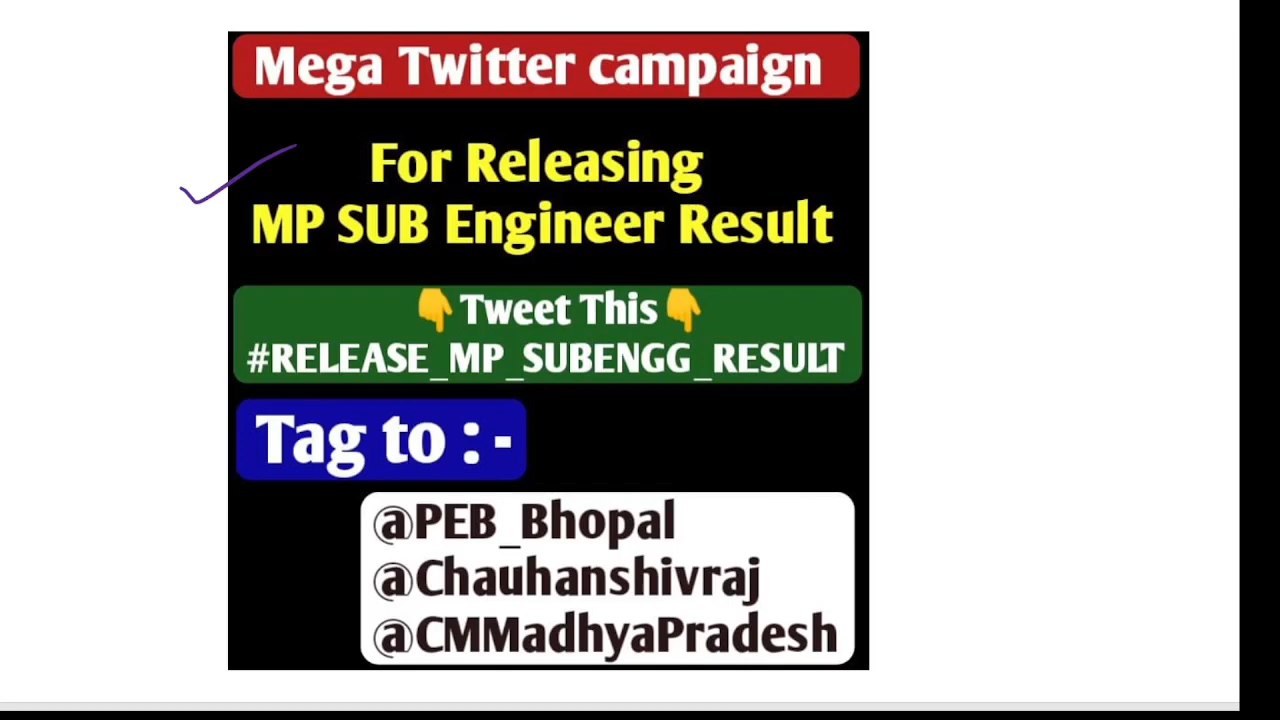 Mega Twitter campaign
For Releasing
MP SUB Engineer Result
👇Tweet This👇
#RELEASE_MP_SUBENGG_RESULT
Tag to : -
@PEB_Bhopal
@Chauhanshivraj
@CMMadhyaPradesh